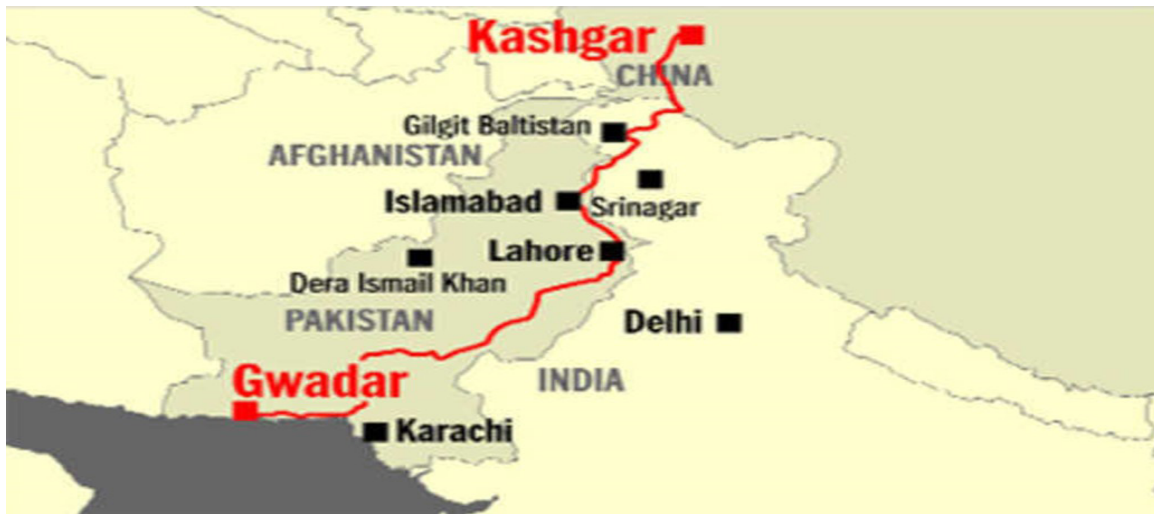 Kashgar
CHINA
Gilgit Baltistan
AFGHANISTAN
Islamabad
Srinagar
Lahore
Dera Ismail Khan
PAKISTAN
Delhi
Gwadar
INDIA
Karachi